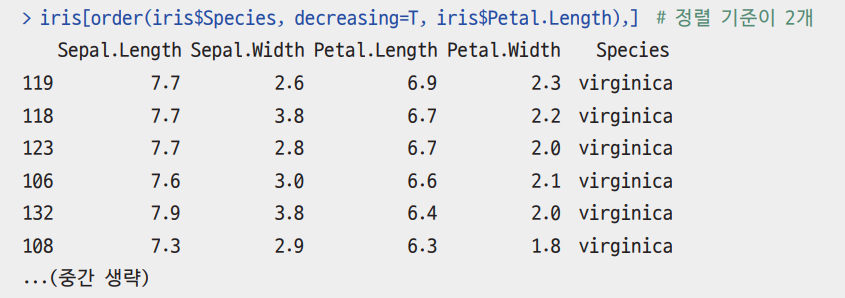 > iris[order(iris$Species, decreasing=T, iris$Petal.Length),] # 정렬 기준이 2개
Sepal.Length Sepal.Width Petal.Length Petal.Width Species
119 7.7 2.6 6.9 2.3 virginica
118 7.7 3.8 6.7 2.2 virginica
123 7.7 2.8 6.7 2.0 virginica
106 7.6 3.0 6.6 2.1 virginica
132 7.9 3.8 6.4 2.0 virginica
108 7.3 2.9 6.3 1.8 virginica
...(중간 생략)